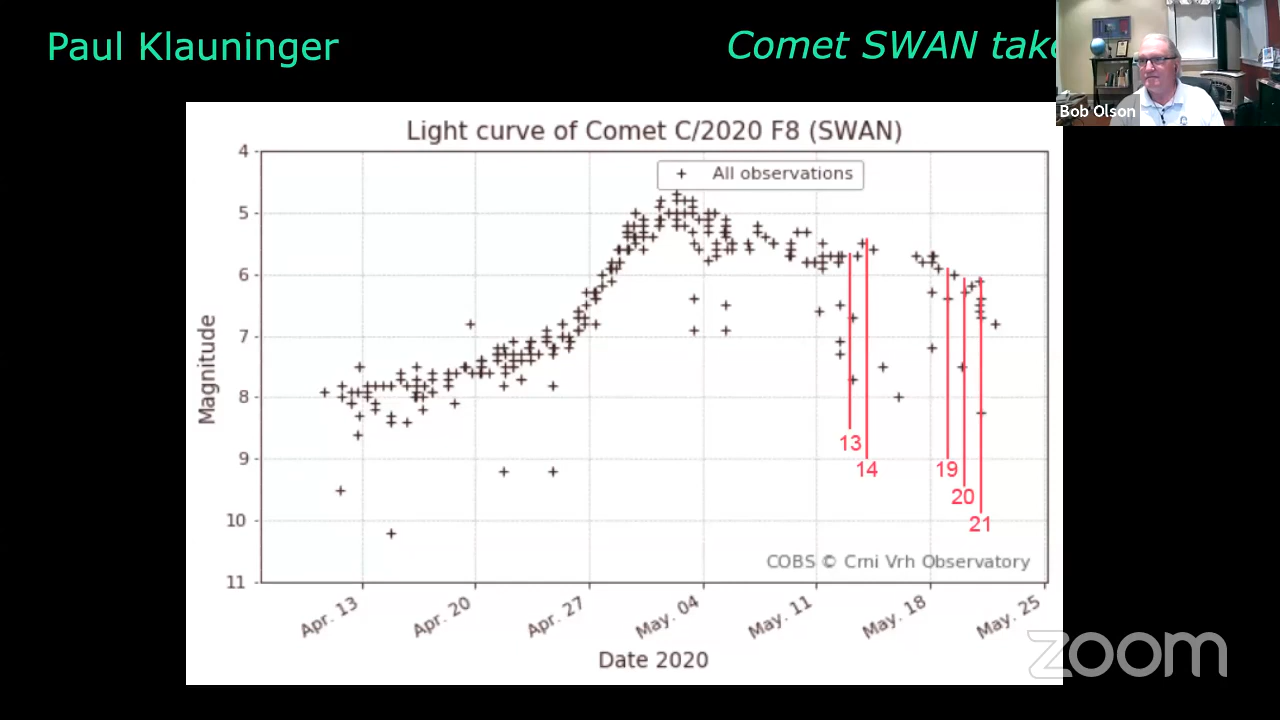 Paul Klauninger
Comet SWAN take
Bob Olson
Light curve of Comet C/2020 F8 (SWAN)
All observations
4
5
6
7
8
9
10
11
Magnitude
13
14
19
20
21
COBS © Crni Vrh Observatory
Apr. 13
Apr. 20
Apr. 27
May. 04
May. 11
May. 18
May. 25
Date 2020
zoom